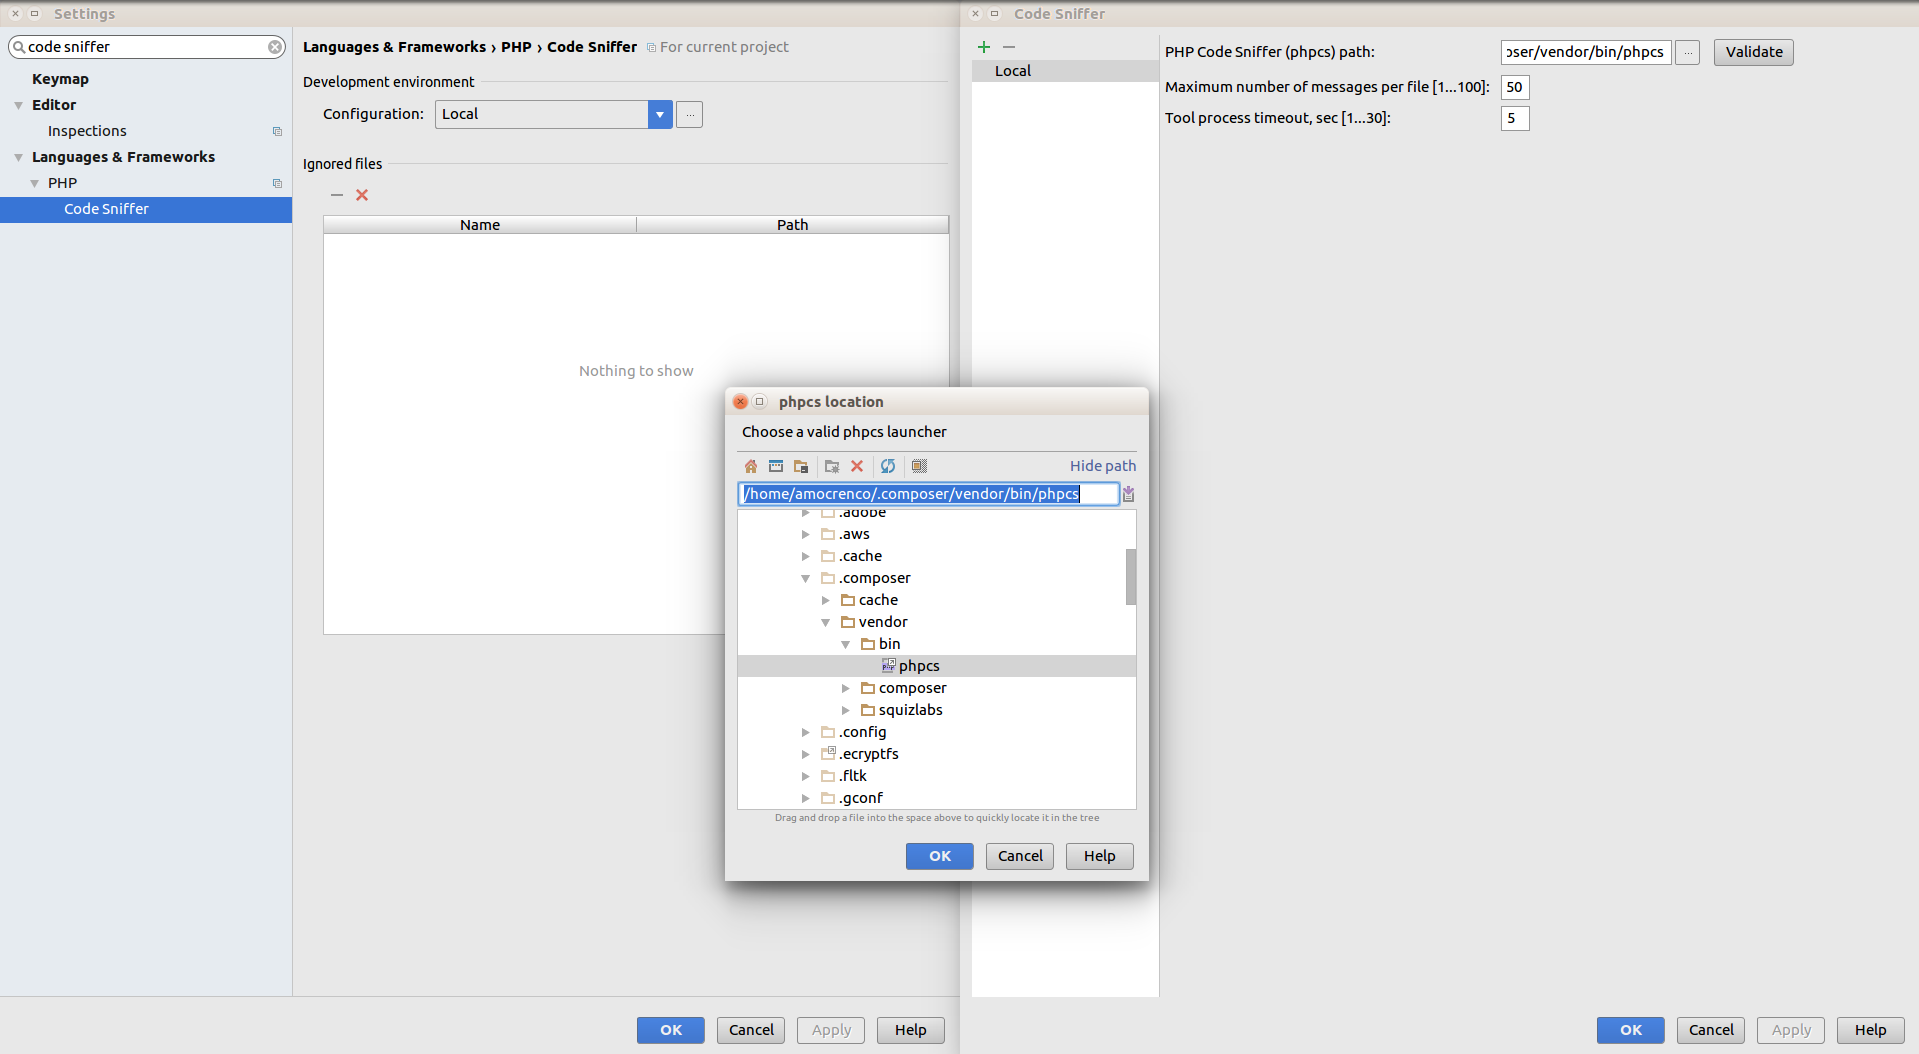 Settings
code sniffer
Keymap
Editor
Inspections
Languages & Frameworks
PHP
Code Sniffer
Languages & Frameworks › PHP › Code Sniffer For current project
Development environment
Configuration: Local ...
Ignored files
Name Path
Nothing to show
OK Cancel Apply Help
Code Sniffer
Local
PHP Code Sniffer (phpcs) path: oser/vendor/bin/phpcs ... Validate
Maximum number of messages per file [1...100]: 50
Tool process timeout, sec [1...30]: 5
OK Cancel Apply Help
phpcs location
Choose a valid phpcs launcher
Hide path
/home/amocrenco/.composer/vendor/bin/phpcs
.adobe
.aws
.cache
.composer
cache
vendor
bin
phpcs
composer
squizlabs
.config
.ecryptfs
.fltk
.gconf
Drag and drop a file into the space above to quickly locate it in the tree
OK Cancel Help